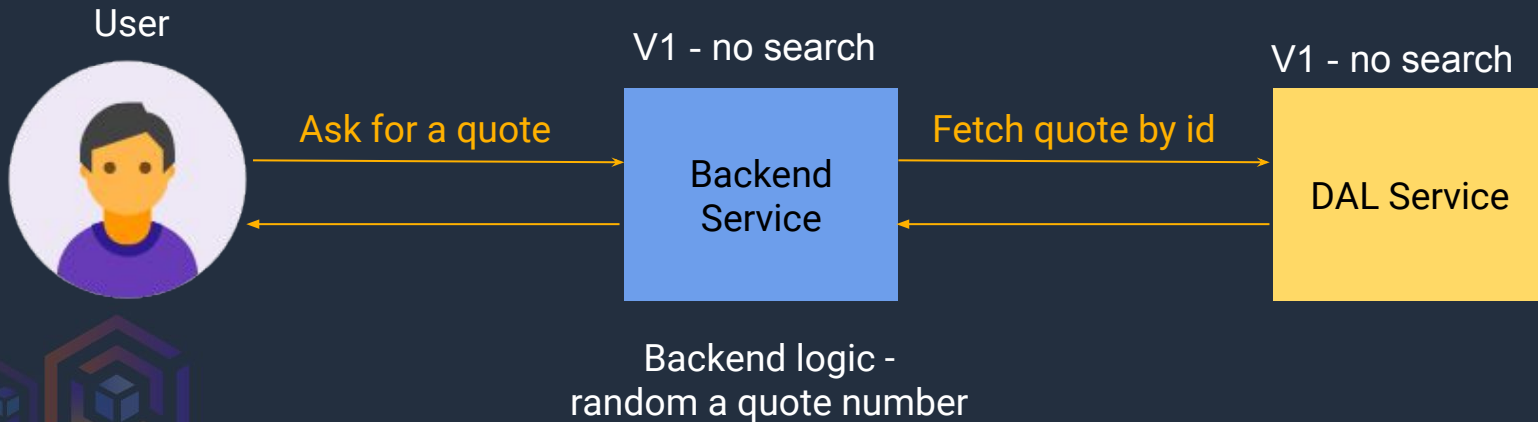 User
V1 - no search
V1 - no search
Ask for a quote
Fetch quote by id
Backend
Service
DAL Service
Backend logic -
random a quote number